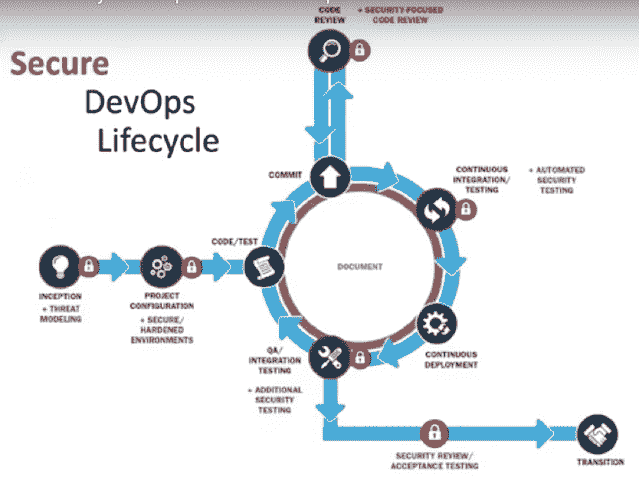 CODE
REVIEW
+ SECURITY-FOCUSED
CODE REVIEW
Secure
DevOps
Lifecycle
COMMIT
CONTINUOUS
INTEGRATION/
TESTING
+ AUTOMATED
SECURITY
TESTING
CODE/TEST
DOCUMENT
INCEPTION
+ THREAT
MODELING
PROJECT
CONFIGURATION
+ SECURE/
HARDENED
ENVIRONMENTS
QA/
INTEGRATION
TESTING
+ ADDITIONAL
SECURITY
TESTING
CONTINUOUS
DEPLOYMENT
SECURITY REVIEW/
ACCEPTANCE TESTING
TRANSITION